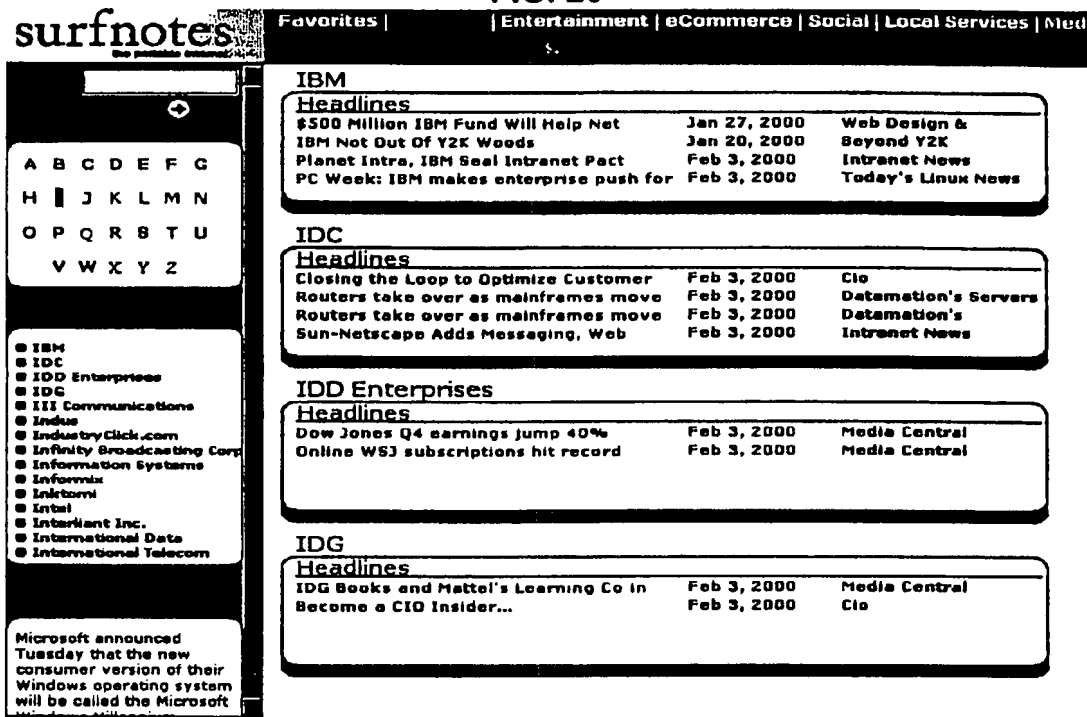 surfnotes
Favorites | | Entertainment | eCommerce | Social | Local Services | Med
s.
A B C D E F G
H J K L M N
O P Q R S T U
V W X Y Z
IBM
IDC
IDD Enterprises
IDG
III Communications
Indus
IndustryClick.com
Infinity Broadcasting Corp
Information Systems
Informix
Inktomi
Intel
Interliant Inc.
International Data
International Telecom
Microsoft announced
Tuesday that the new
consumer version of their
Windows operating system
will be called the Microsoft
IBM
Headlines
$500 Million IBM Fund Will Help Net Jan 27, 2000 Web Design &
IBM Not Out Of Y2K Woods Jan 20, 2000 Beyond Y2K
Planet Intra, IBM Seal Intranet Pact Feb 3, 2000 Intranet News
PC Week: IBM makes enterprise push for Feb 3, 2000 Today's Linux News
IDC
Headlines
Closing the Loop to Optimize Customer Feb 3, 2000 Cio
Routers take over as mainframes move Feb 3, 2000 Datamation's Servers
Routers take over as mainframes move Feb 3, 2000 Datamation's
Sun-Netscape Adds Messaging, Web Feb 3, 2000 Intranet News
IDD Enterprises
Headlines
Dow Jones Q4 earnings jump 40% Feb 3, 2000 Media Central
Online WSJ subscriptions hit record Feb 3, 2000 Media Central
IDG
Headlines
IDG Books and Mattel's Learning Co in Feb 3, 2000 Media Central
Become a CIO Insider... Feb 3, 2000 Cio